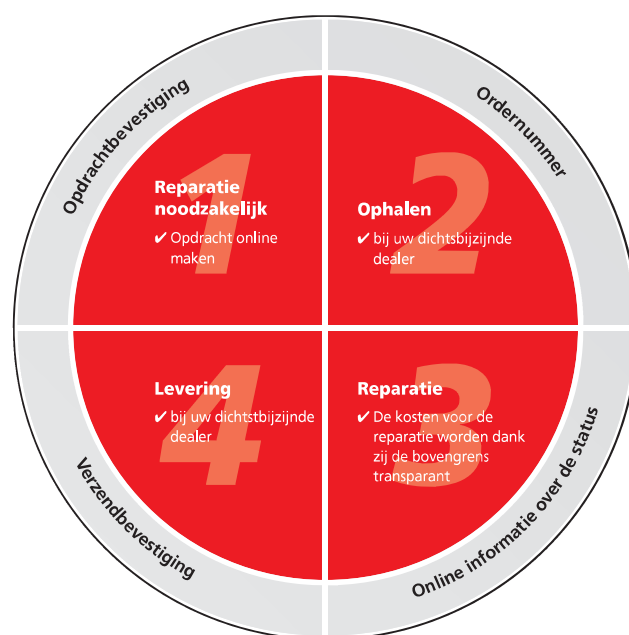 Opdrachtbevestiging
Ordernummer
1
Reparatie
noodzakelijk
✔ Opdracht online
maken
2
Ophalen
✔ bij uw dichtsbijzijnde
dealer
4
Levering
✔ bij uw dichtstbijzijnde
dealer
3
Reparatie
✔ De kosten voor de
reparatie worden dank
zij de bovengrens
transparant
Verzendbevestiging
Online informatie over de status